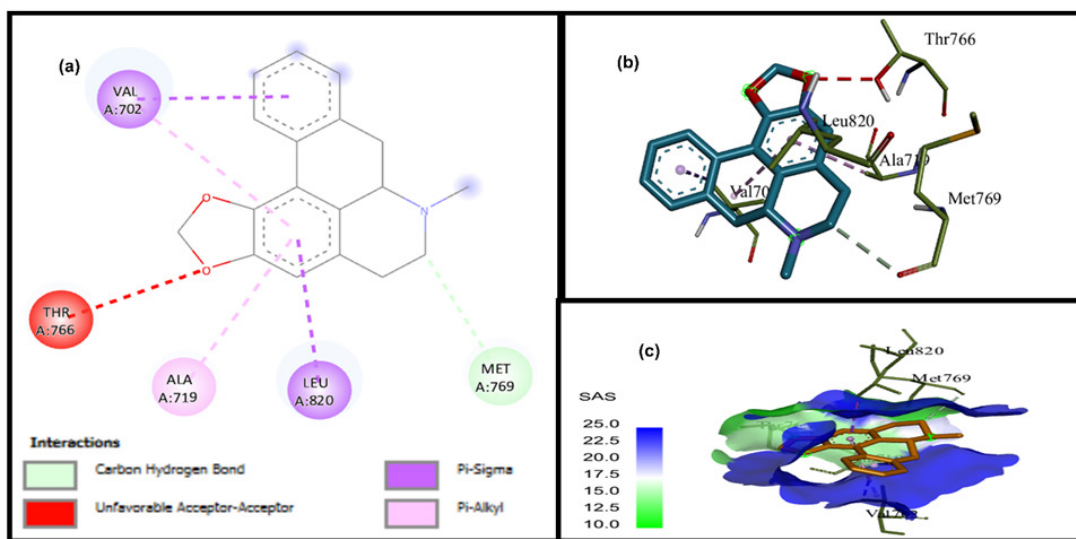 (a)
VAL
A:702
O
N
O
THR
A:766
ALA
A:719
LEU
A:820
MET
A:769
Interactions
Carbon Hydrogen Bond
Unfavorable Acceptor-Acceptor
Pi-Sigma
Pi-Alkyl
(b)
Thr766
Leu820
Ala719
Val70
Met769
(c)
Leu820
Met769
SAS
25.0
22.5
20.0
17.5
15.0
12.5
10.0